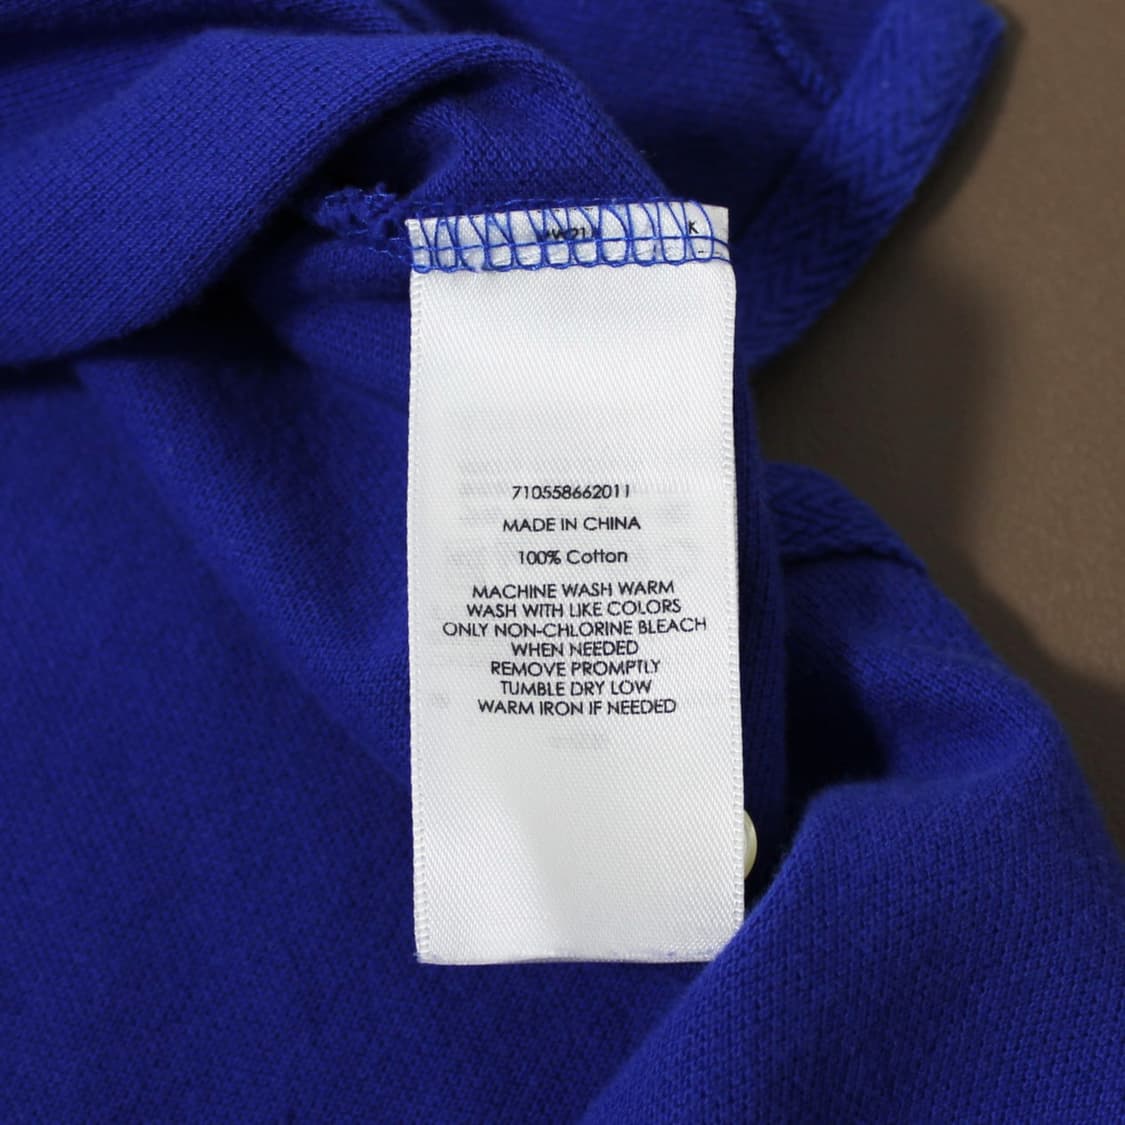 K
710558662011
MADE IN CHINA
100% Cotton
MACHINE WASH WARM
WASH WITH LIKE COLORS
ONLY NON-CHLORINE BLEACH
WHEN NEEDED
REMOVE PROMPTLY
TUMBLE DRY LOW
WARM IRON IF NEEDED